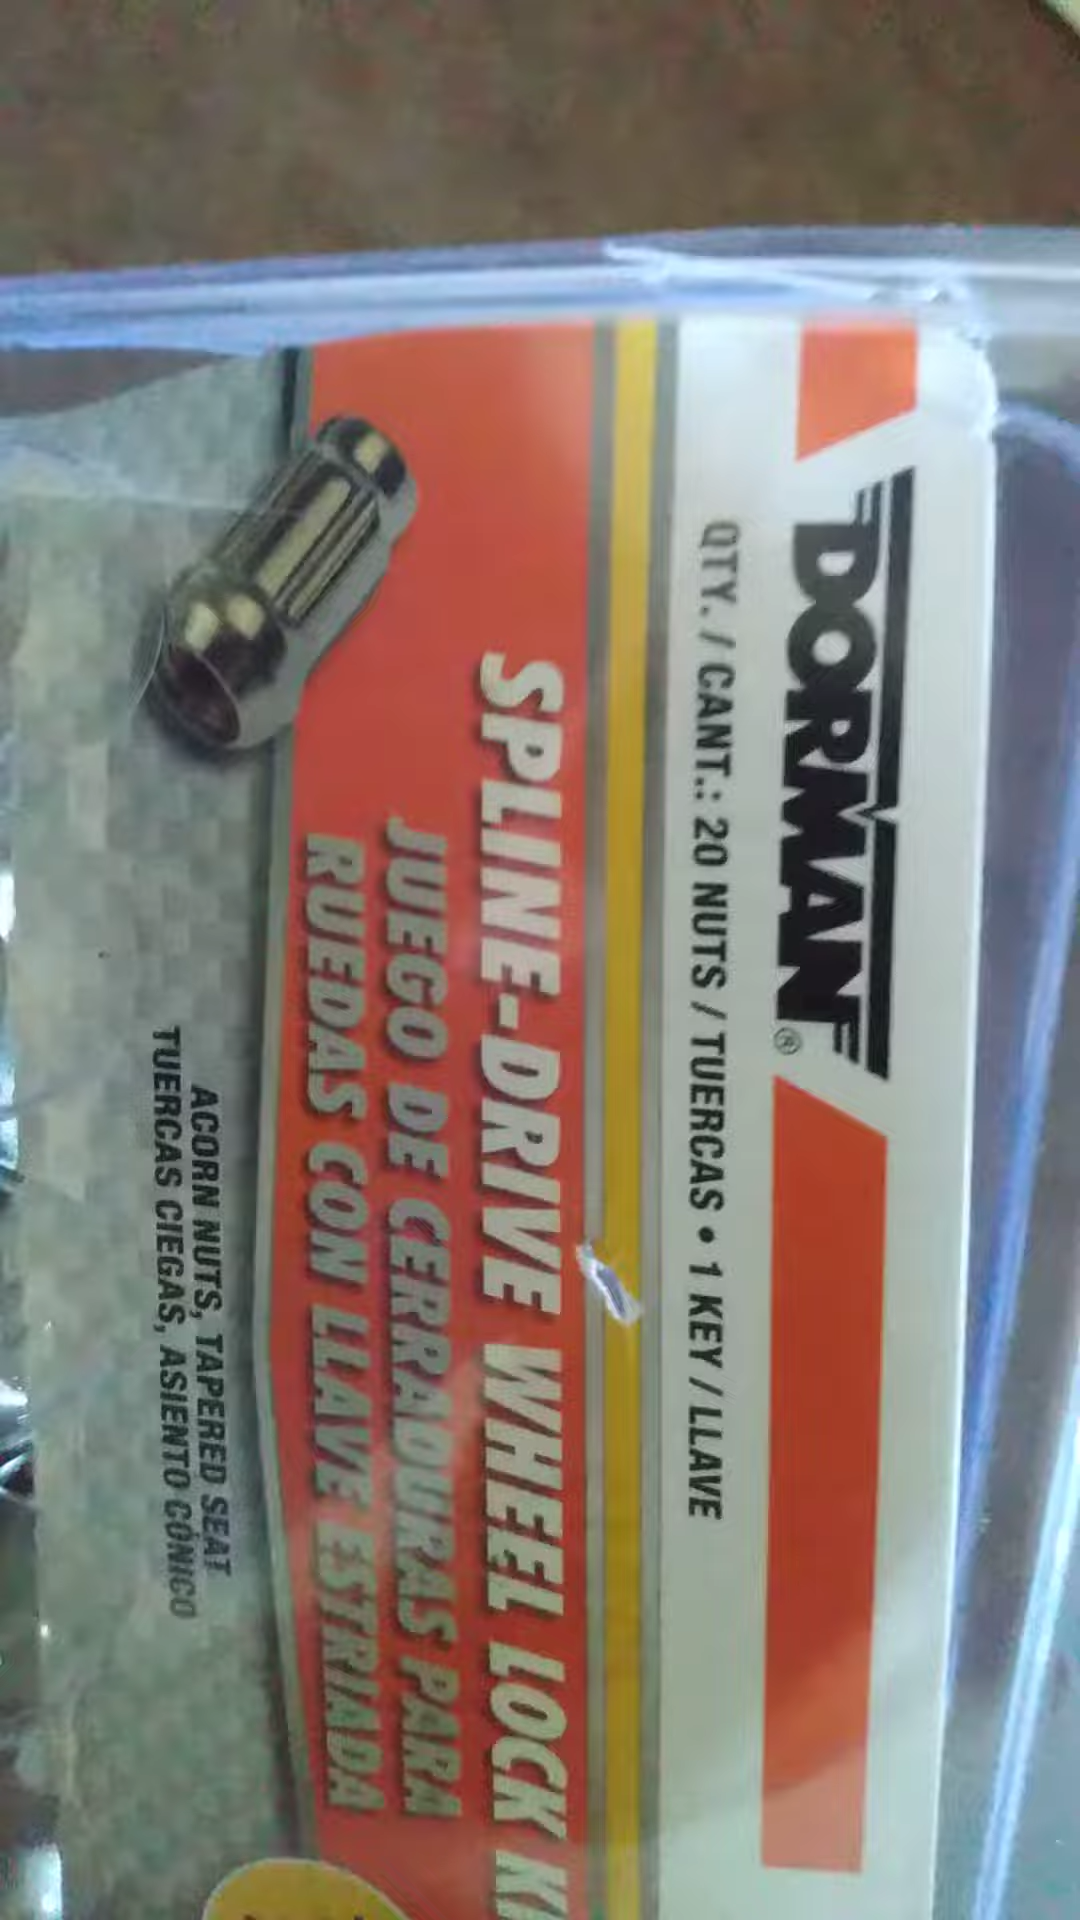 DORMAN®
QTY. / CANT.: 20 NUTS / TUERCAS • 1 KEY / LLAVE
SPLINE-DRIVE WHEEL LOCK
JUEGO DE CERRADURAS PARA
RUEDAS CON LLAVE ESTRIADA
ACORN NUTS, TAPERED SEAT
TUERCAS CIEGAS, ASIENTO CÓNICO